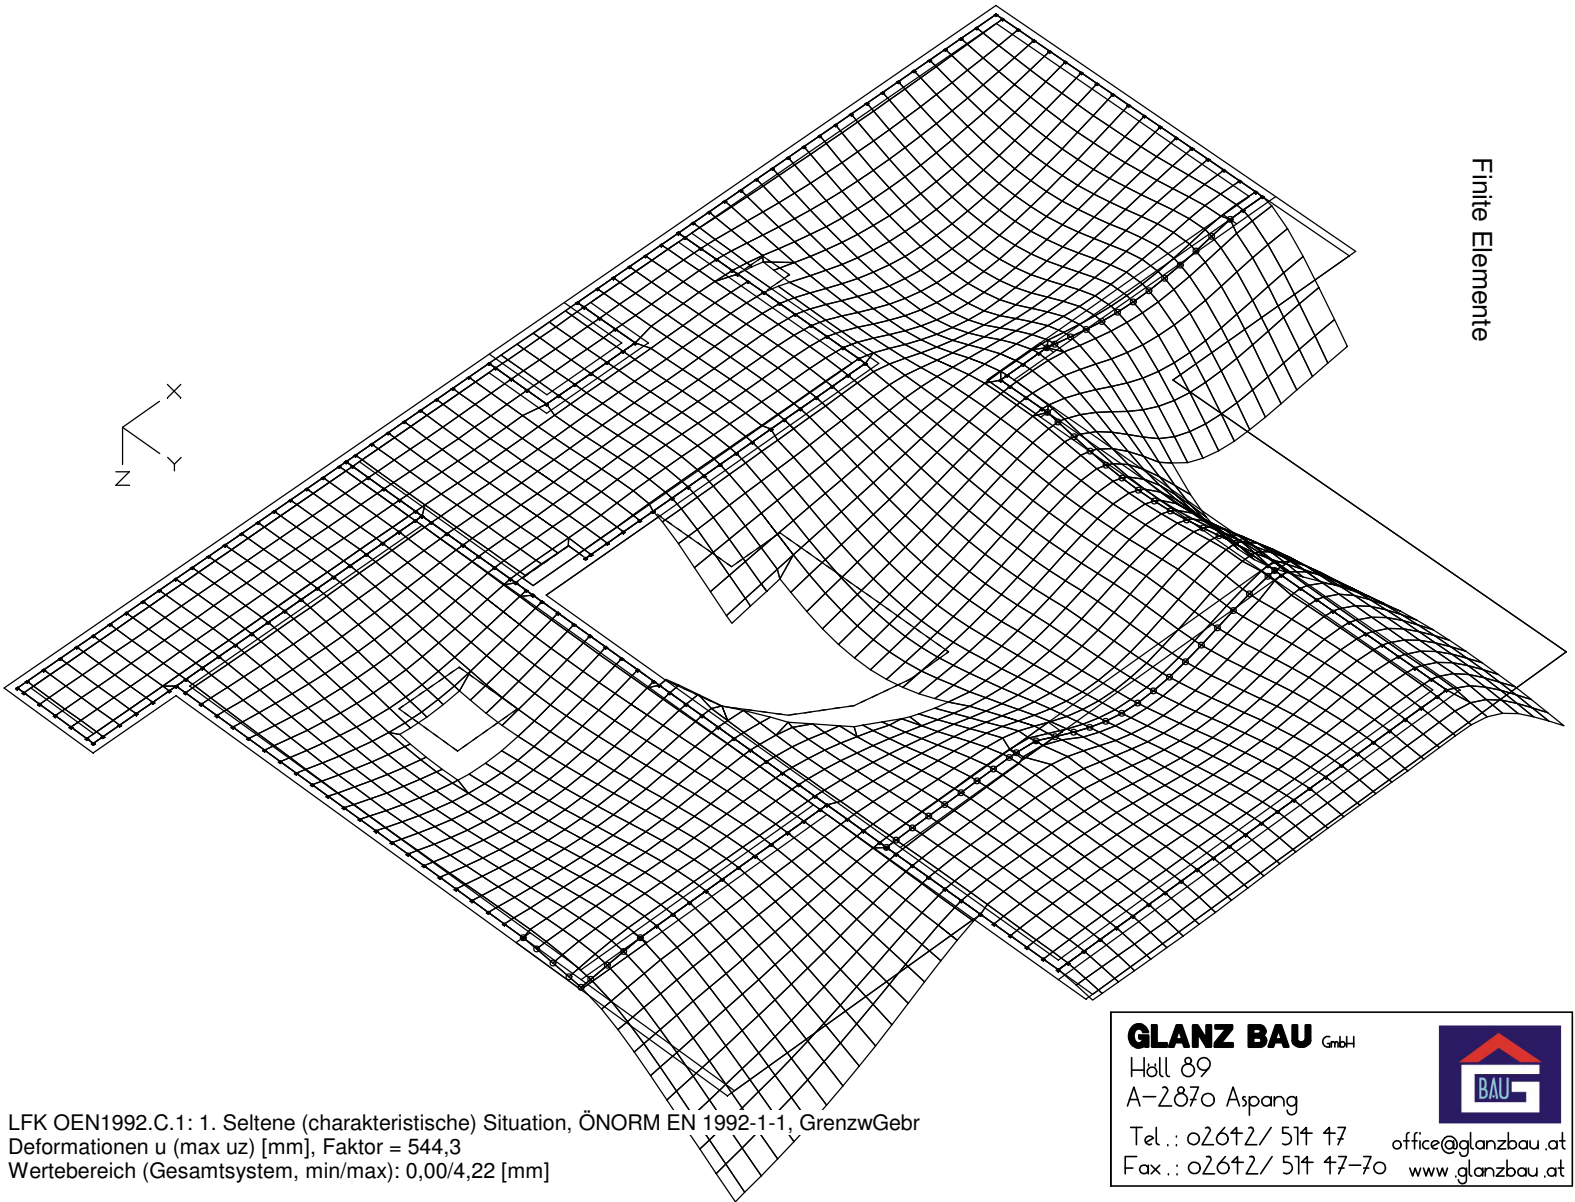 Finite Elemente
X
Y
Z
LFK OEN1992.C.1: 1. Seltene (charakteristische) Situation, ÖNORM EN 1992-1-1, GrenzwGebr
Deformationen u (max uz) [mm], Faktor = 544,3
Wertebereich (Gesamtsystem, min/max): 0,00/4,22 [mm]
GLANZ BAU GmbH
Höll 89
A-2870 Aspang
Tel.: 02642/ 514 47
Fax.: 02642/ 514 47-70
office@glanzbau.at
www.glanzbau.at
BAU
G